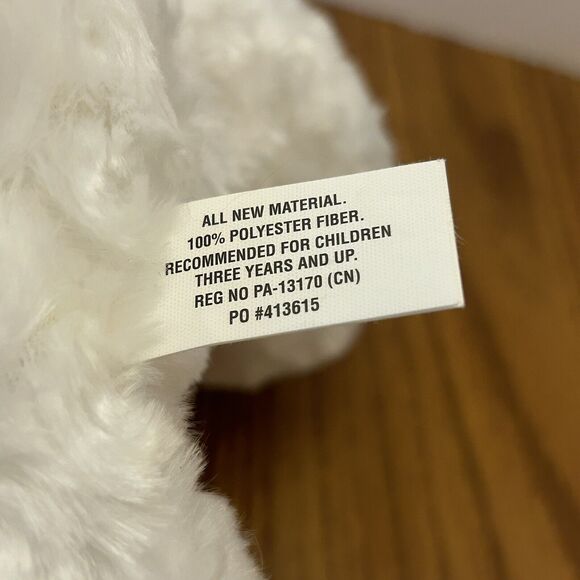 ALL NEW MATERIAL.
100% POLYESTER FIBER.
RECOMMENDED FOR CHILDREN
THREE YEARS AND UP.
REG NO PA-13170 (CN)
PO #413615